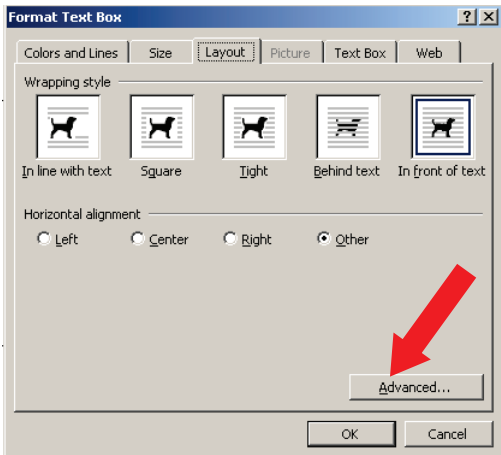 Format Text Box
Colors and Lines Size Layout Picture Text Box Web
Wrapping style
In line with text Square Tight Behind text In front of text
Horizontal alignment
Left Center Right Other
Advanced...
OK Cancel